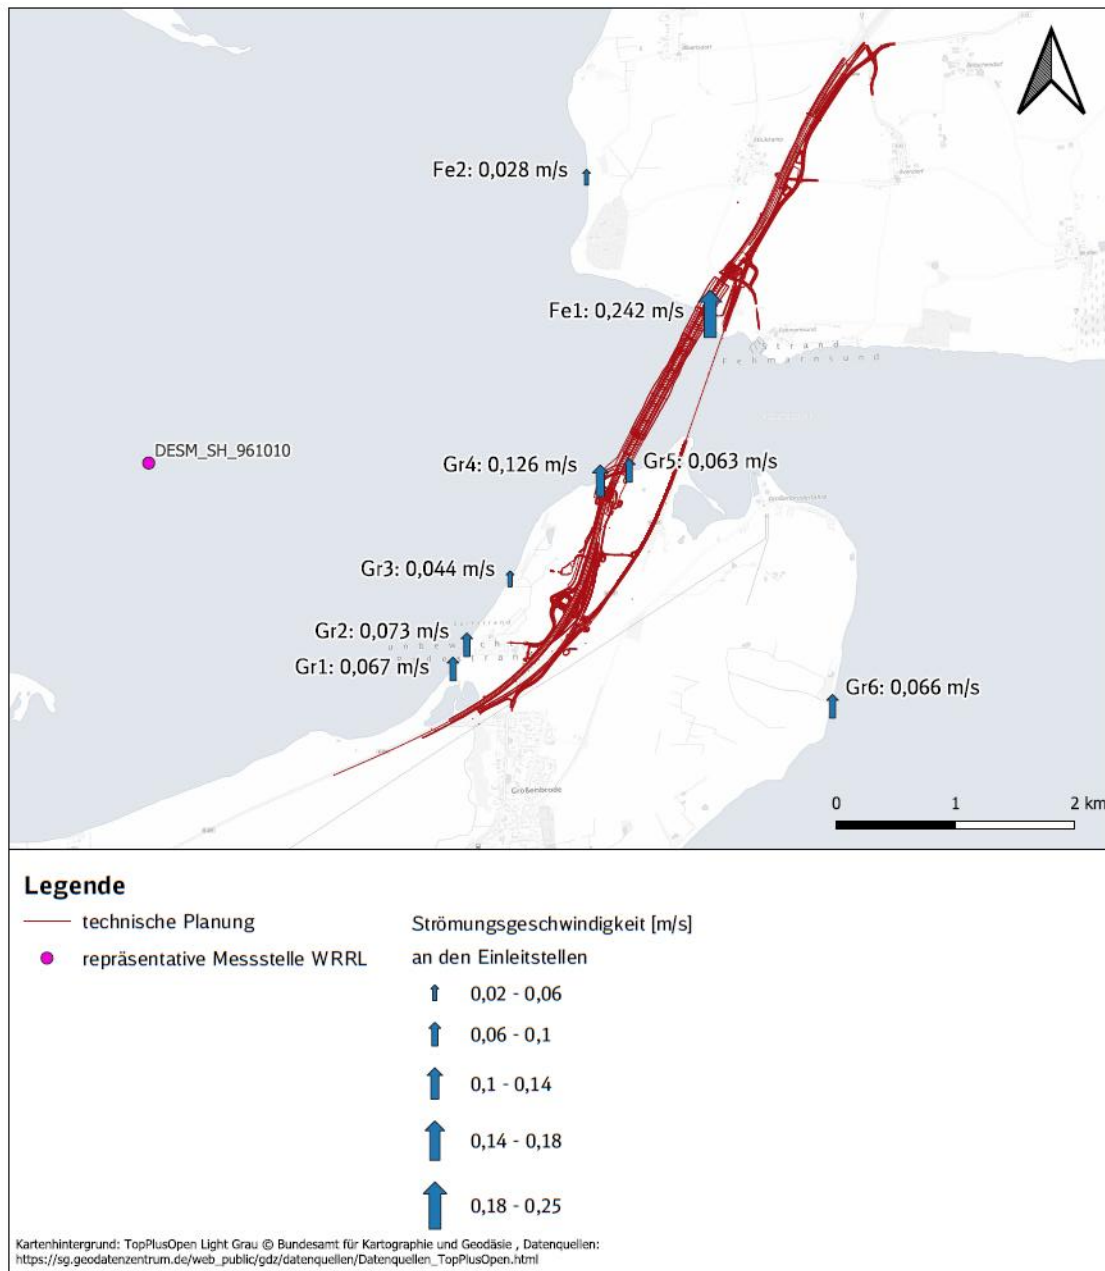 Fe2: 0,028 m/s
Fe1: 0,242 m/s
Strand
Fehmarnsund
DESM_SH_961010
Gr4: 0,126 m/s
Gr5: 0,063 m/s
Gr3: 0,044 m/s
Gr2: 0,073 m/s
Gr1: 0,067 m/s
Gr6: 0,066 m/s
Großenbrode
0 1 2 km
Legende
technische Planung
repräsentative Messstelle WRRL
Strömungsgeschwindigkeit [m/s]
an den Einleitstellen
0,02 - 0,06
0,06 - 0,1
0,1 - 0,14
0,14 - 0,18
0,18 - 0,25
Kartenhintergrund: TopPlusOpen Light Grau © Bundesamt für Kartographie und Geodäsie , Datenquellen:
https://sg.geodatenzentrum.de/web_public/gdz/datenquellen/Datenquellen_TopPlusOpen.html